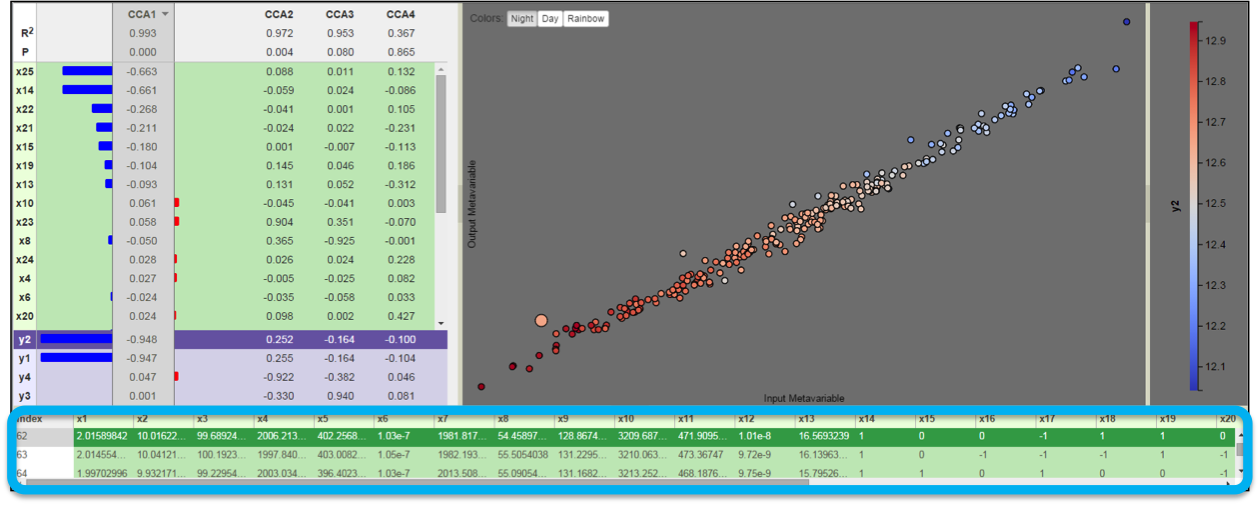 CCA1 CCA2 CCA3 CCA4
R2 0.993 0.972 0.953 0.367
P 0.000 0.004 0.080 0.865
x25 -0.663 0.088 0.011 0.132
x14 -0.661 -0.059 0.024 -0.086
x22 -0.268 -0.041 0.001 0.105
x21 -0.211 -0.024 0.022 -0.231
x15 -0.180 0.001 -0.007 -0.113
x19 -0.104 0.145 0.046 0.186
x13 -0.093 0.131 0.052 -0.312
x10 0.061 -0.045 -0.041 0.003
x23 0.058 0.904 0.351 -0.070
x8 -0.050 0.365 -0.925 -0.001
x24 0.028 0.026 0.024 0.228
x4 0.027 -0.005 -0.025 0.082
x6 -0.024 -0.035 -0.058 0.033
x20 0.024 0.098 0.002 0.427
y2 -0.948 0.252 -0.164 -0.100
y1 -0.947 0.255 -0.164 -0.104
y4 0.047 -0.922 -0.382 0.046
y3 0.001 -0.330 0.940 0.081
Colors: Night Day Rainbow
Output Metavariable
Input Metavariable
y2
12.9
12.8
12.7
12.6
12.5
12.4
12.3
12.2
12.1
Index x1 x2 x3 x4 x5 x6 x7 x8 x9 x10 x11 x12 x13 x14 x15 x16 x17 x18 x19 x20
62 2.01589842 10.01622... 99.68924... 2006.213... 402.2568... 1.03e-7 1981.817... 54.45897... 128.8674... 3209.687... 471.9095... 1.01e-8 16.5693239 1 0 0 -1 1 1 0
63 2.014554... 10.04121... 100.1923... 1997.840... 403.0082... 1.05e-7 1982.193... 55.5054038 131.2295... 3210.063... 473.36747 9.72e-9 16.13963... 1 0 -1 -1 -1 1 -1
64 1.99702996 9.932171... 99.22954... 2003.034... 396.4023... 1.03e-7 2013.508... 55.09054... 131.1682... 3213.252... 468.1876... 9.75e-9 15.79526... 1 1 0 1 0 0 -1